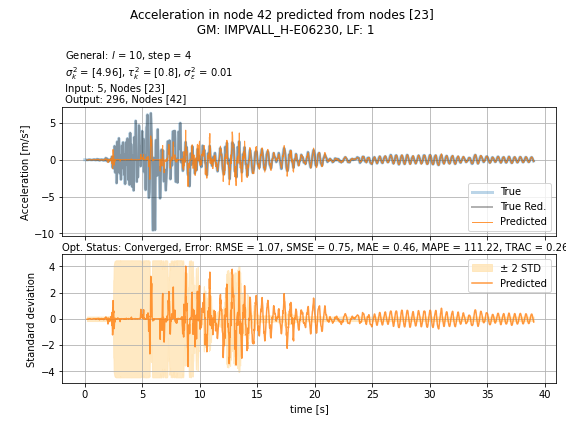 Acceleration in node 42 predicted from nodes [23]
GM: IMPVALL_H-E06230, LF: 1
General: l = 10, step = 4
σ²ₖ = [4.96], τ²ₖ = [0.8], σ²ε = 0.01
Input: 5, Nodes [23]
Output: 296, Nodes [42]
Acceleration [m/s²]
5
0
−5
−10
True
True Red.
Predicted
Opt. Status: Converged, Error: RMSE = 1.07, SMSE = 0.75, MAE = 0.46, MAPE = 111.22, TRAC = 0.26
Standard deviation
4
2
0
−2
−4
± 2 STD
Predicted
0 5 10 15 20 25 30 35 40
time [s]